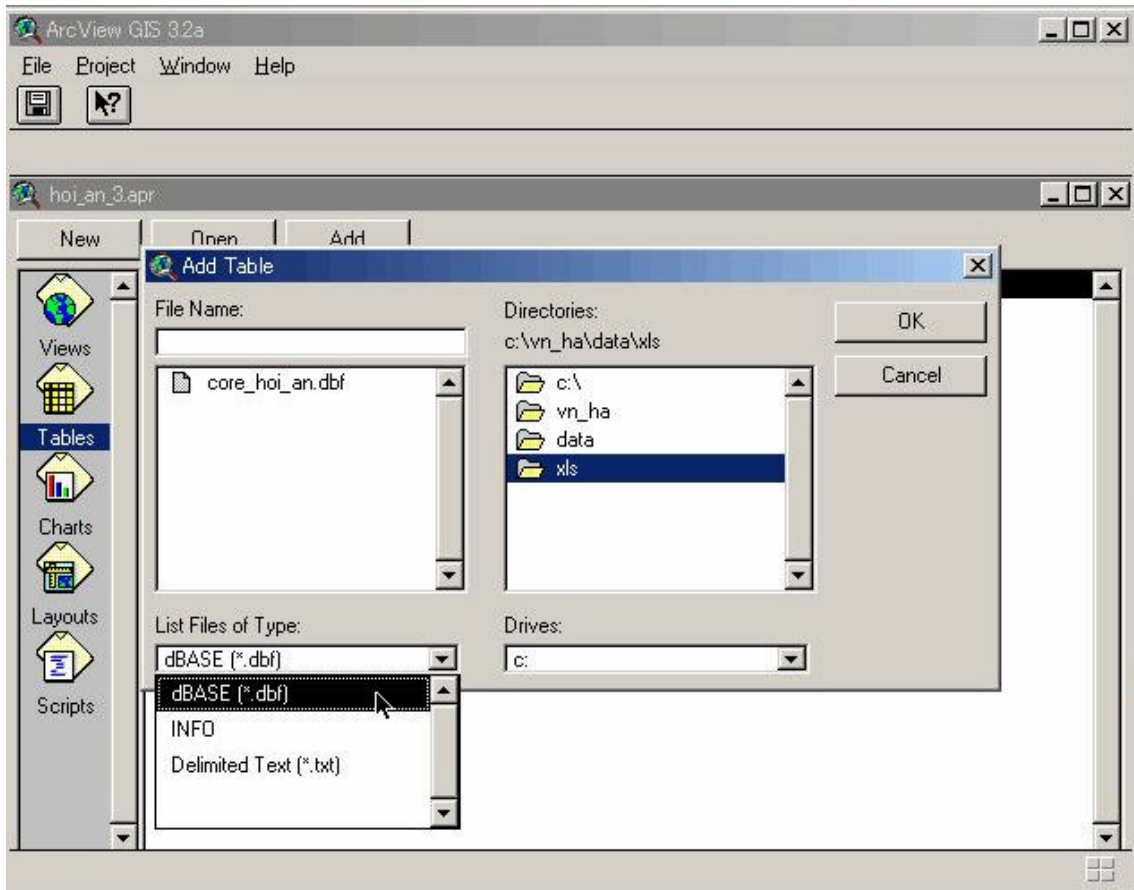 ArcView GIS 3.2a
File Project Window Help
hoi_an_3.apr
New Open Add
Add Table
File Name:
core_hoi_an.dbf
Directories:
c:\vn_ha\data\xls
c:\
vn_ha
data
xls
OK
Cancel
Views
Tables
Charts
Layouts
Scripts
List Files of Type:
dBASE (*.dbf)
dBASE (*.dbf)
INFO
Delimited Text (*.txt)
Drives:
c: